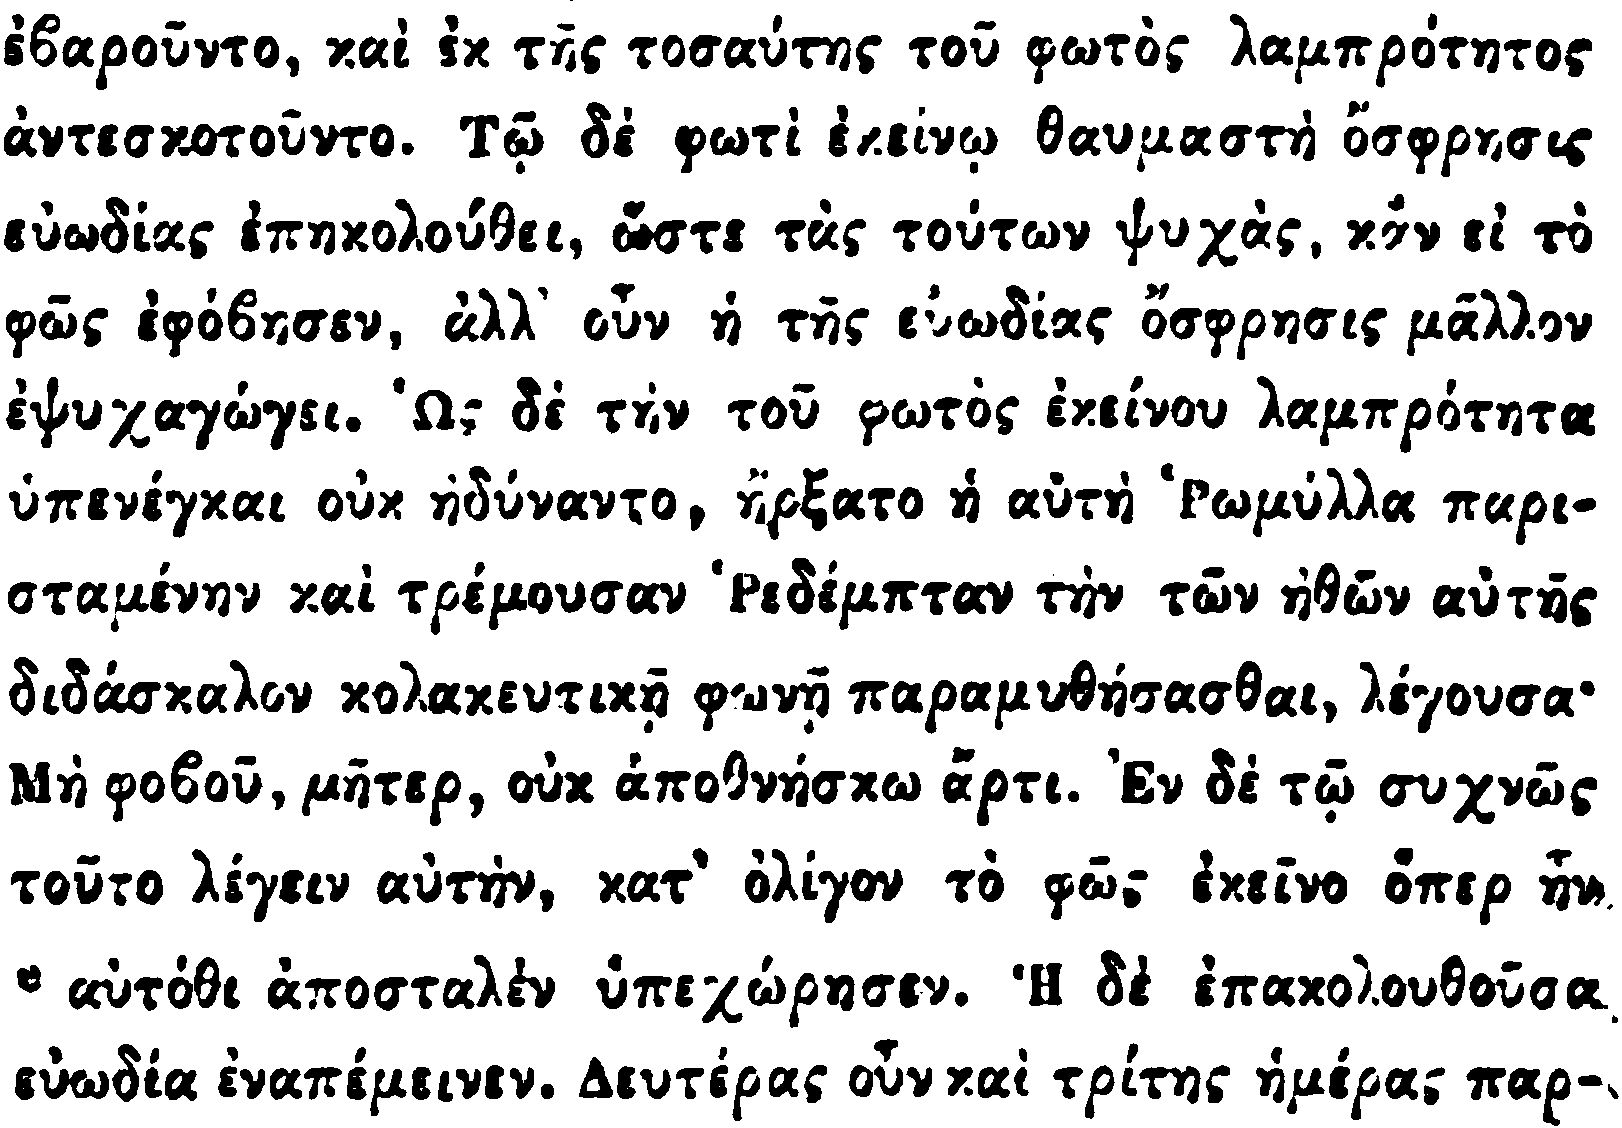 ἐβαροῦντο, καὶ ἐκ τῆς τοσαύτης τοῦ φωτὸς λαμπρότητος
ἀντεσκοτοῦντο. Τῷ δὲ φωτὶ ἐκείνῳ θαυμαστὴ ὄσφρησις
εὐωδίας ἐπηκολούθει, ὥστε τὰς τούτων ψυχὰς, κἂν εἰ τὸ
φῶς ἐφόβησεν, ἀλλ᾽ οὖν ἡ τῆς εὐωδίας ὄσφρησις μᾶλλον
ἐψυχαγώγει. Ὡς δὲ τὴν τοῦ φωτὸς ἐκείνου λαμπρότητα
ὑπενέγκαι οὐκ ἠδύναντο, ἤρξατο ἡ αὐτὴ Ῥωμύλλα παρι-
σταμένην καὶ τρέμουσαν Ῥεδέμπταν τὴν τῶν ἠθῶν αὐτῆς
διδάσκαλον κολακευτικῇ φωνῇ παραμυθήσασθαι, λέγουσα·
Μὴ φοβοῦ, μῆτερ, οὐκ ἀποθνήσκω ἄρτι. Ἐν δὲ τῷ συχνῶς
τοῦτο λέγειν αὐτὴν, κατ᾽ ὀλίγον τὸ φῶς ἐκεῖνο ὅπερ ἦν
αὐτόθι ἀποσταλὲν ὑπεχώρησεν. Ἡ δὲ ἐπακολουθοῦσα
εὐωδία ἐναπέμεινεν. Δευτέρας οὖν καὶ τρίτης ἡμέρας παρ-